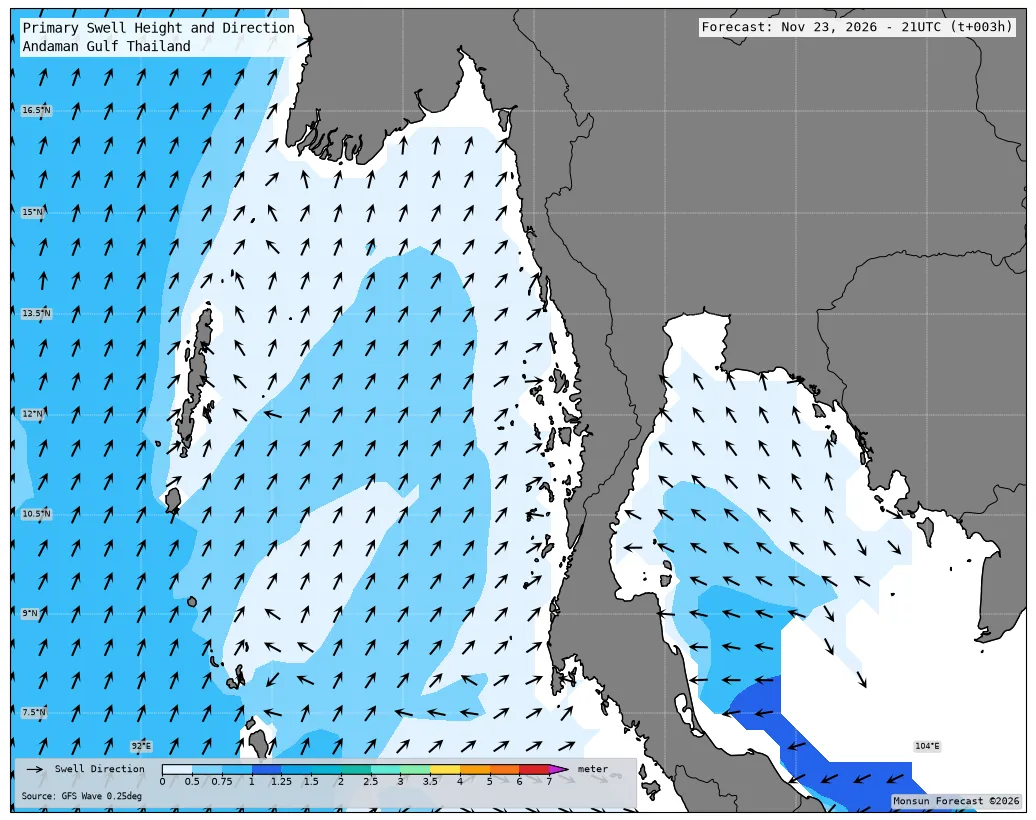 Primary Swell Height and Direction
Andaman Gulf Thailand
Forecast: Nov 23, 2026 - 21UTC (t+003h)
16.5°N
15°N
13.5°N
12°N
10.5°N
9°N
7.5°N
92°E
104°E
Swell Direction
0 0.5 0.75 1.25 1.5 2 2.5 3 3.5 4 5 6 meter
Source: GFS Wave 0.25deg
Monsun Forecast ©2026